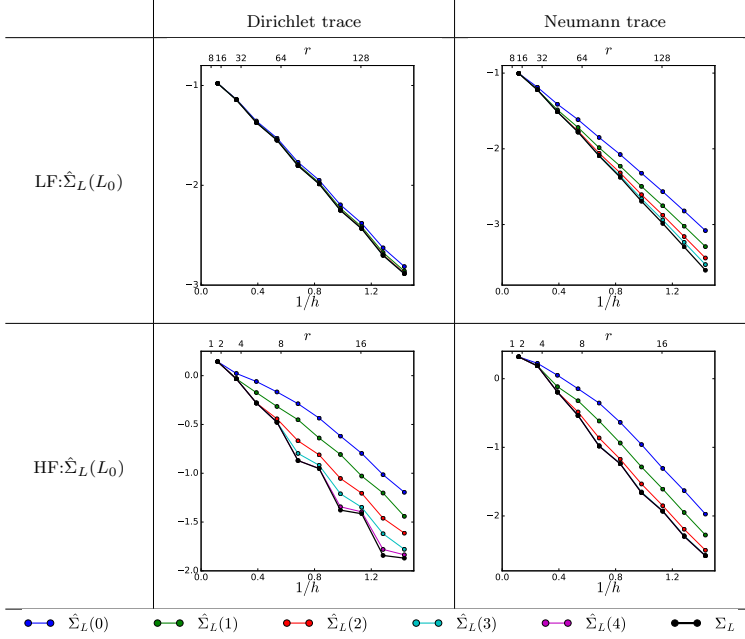 Dirichlet trace
Neumann trace
LF:Σ̂_L(L_0)
r
8 16 32 64 128
−1
−2
−3
0.0 0.4 0.8 1.2
1/h
r
8 16 32 64 128
−1
−2
−3
0.0 0.4 0.8 1.2
1/h
HF:Σ̂_L(L_0)
r
1 2 4 8 16
0.0
−0.5
−1.0
−1.5
−2.0
0.0 0.4 0.8 1.2
1/h
r
1 2 4 8 16
0
−1
−2
0.0 0.4 0.8 1.2
1/h
Σ̂_L(0) Σ̂_L(1) Σ̂_L(2) Σ̂_L(3) Σ̂_L(4) Σ_L